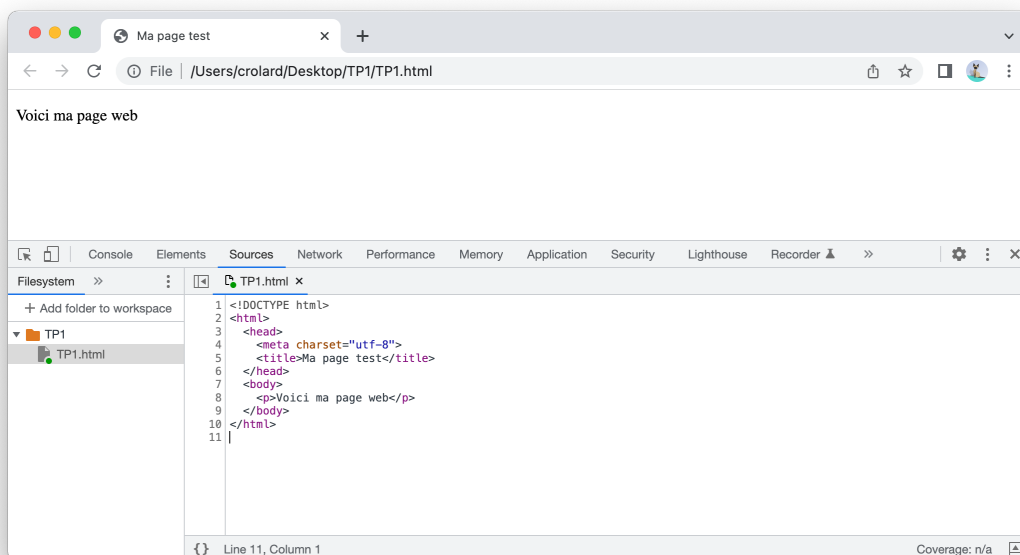 Ma page test
File /Users/crolard/Desktop/TP1/TP1.html
Voici ma page web
Console Elements Sources Network Performance Memory Application Security Lighthouse Recorder
Filesystem
TP1.html
+ Add folder to workspace
TP1
TP1.html
1 <!DOCTYPE html>
2 <html>
3   <head>
4     <meta charset="utf-8">
5     <title>Ma page test</title>
6   </head>
7   <body>
8     <p>Voici ma page web</p>
9   </body>
10 </html>
11
{} Line 11, Column 1 Coverage: n/a